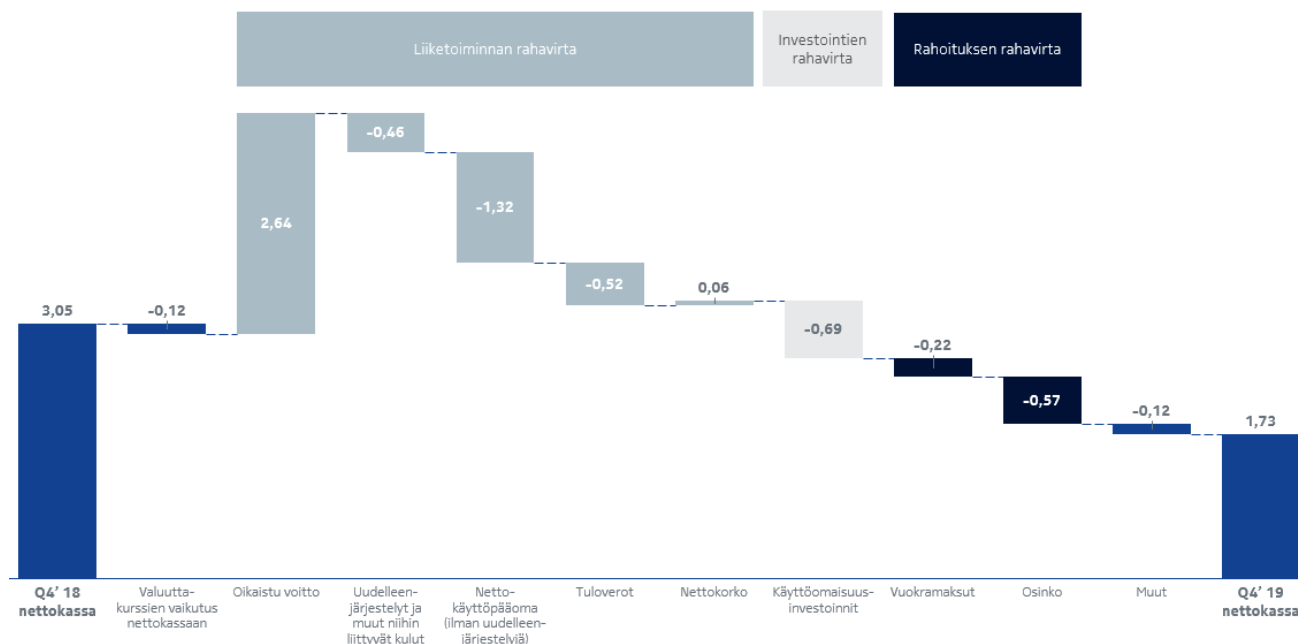 Liiketoiminnan rahavirta
Investointien
rahavirta
Rahoituksen rahavirta
3,05
-0,12
2,64
-0,46
-1,32
-0,52
0,06
-0,69
-0,22
-0,57
-0,12
1,73
Q4’ 18
nettokassa
Valuutta-
kurssien vaikutus
nettokassaan
Oikaistu voitto
Uudelleen-
järjestelyt ja
muut niihin
liittyvät kulut
Netto-
käyttöpääoma
(ilman uudelleen-
järjestelyjä)
Tuloverot
Nettokorko
Käyttöomaisuus-
investoinnit
Vuokramaksut
Osinko
Muut
Q4’ 19
nettokassa